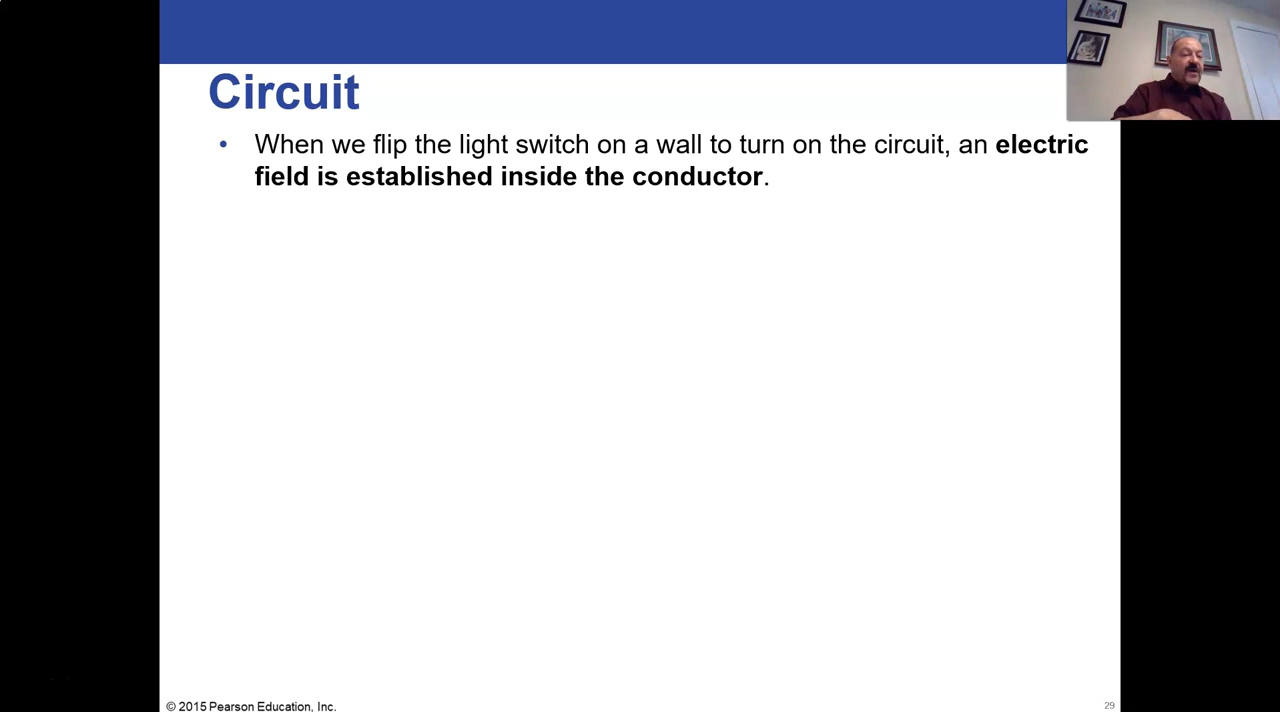 Circuit
• When we flip the light switch on a wall to turn on the circuit, an electric
field is established inside the conductor.
© 2015 Pearson Education, Inc.
29